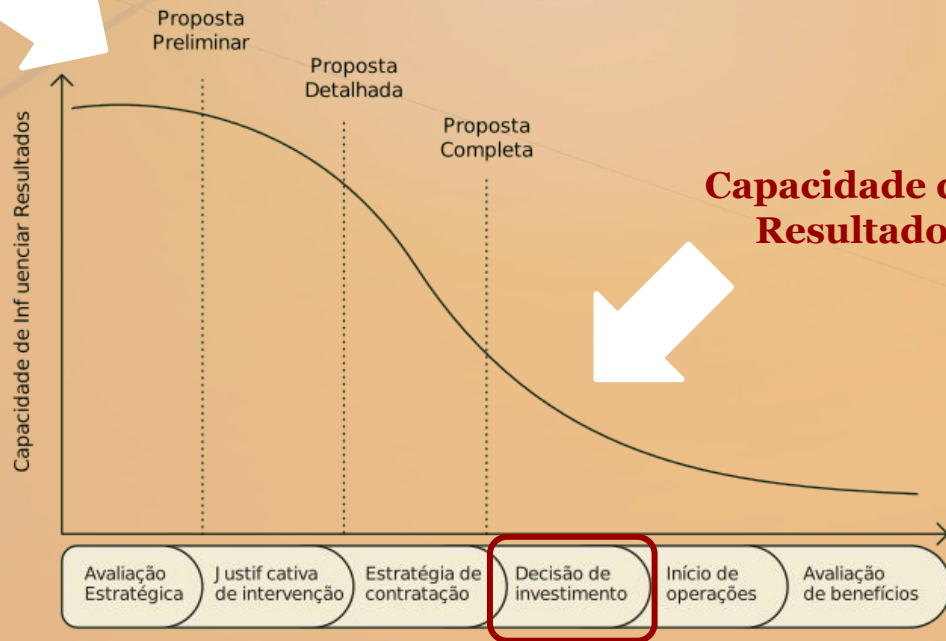 Proposta
Preliminar
Proposta
Detalhada
Proposta
Completa
Capacidade
Resultado
Capacidade de Inf uenciar Resultados
Avaliação
Estratégica
Justif cativa
de intervenção
Estratégia de
contratação
Decisão de
investimento
Início de
operações
Avaliação
de benefícios